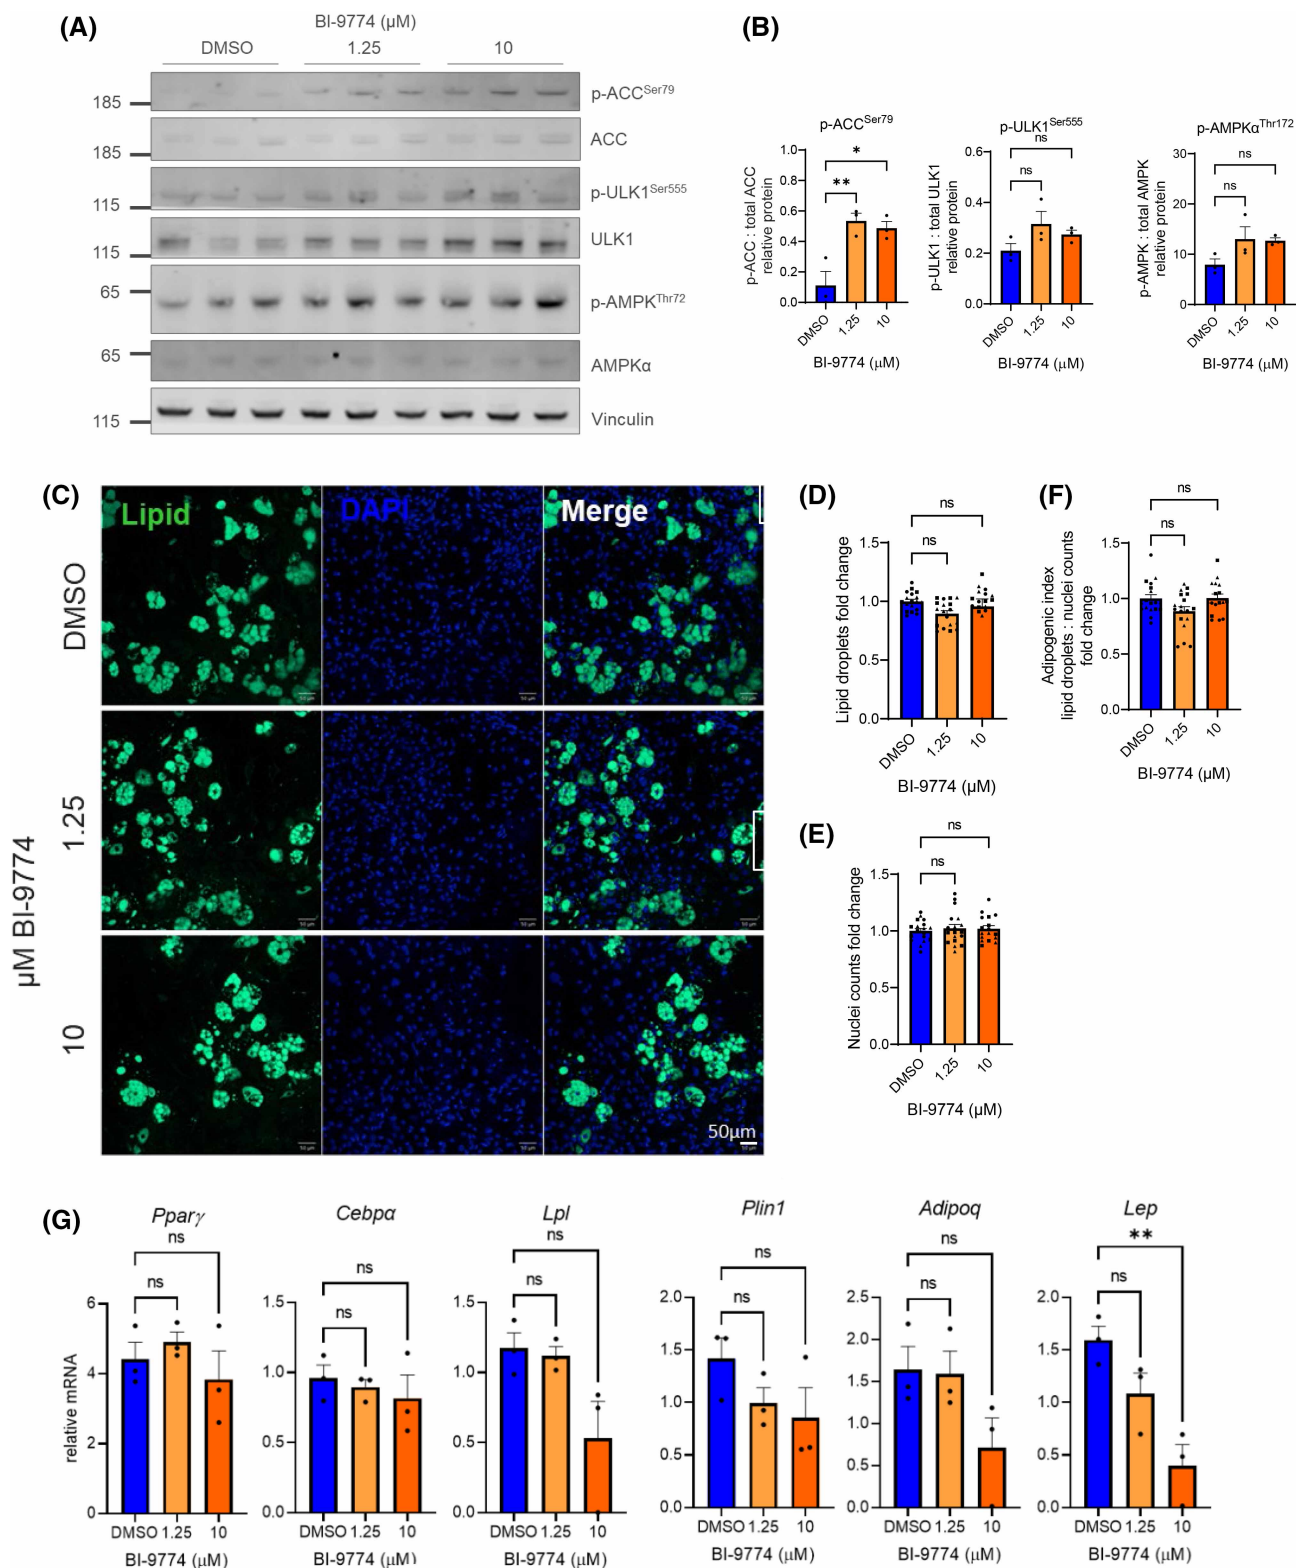 (A)
BI-9774 (µM)
DMSO 1.25 10
185 p-ACCSer79
185 ACC
115 p-ULK1Ser555
115 ULK1
65 p-AMPKThr72
65 AMPKα
115 Vinculin
(B)
p-ACCSer79
p-ACC : total ACC
relative protein
1.0
0.8
0.6
0.4
0.2
0.0
*
**
DMSO 1.25 10
BI-9774 (µM)
p-ULK1Ser555
p-ULK1 : total ULK1
relative protein
0.6
0.4
0.2
0.0
ns
ns
DMSO 1.25 10
BI-9774 (µM)
p-AMPKαThr172
p-AMPK : total AMPK
relative protein
30
20
10
0
ns
ns
DMSO 1.25 10
BI-9774 (µM)
(C)
Lipid DAPI Merge
DMSO
µM BI-9774
1.25
10
50µm
(D)
Lipid droplets fold change
1.5
1.0
0.5
0.0
ns
ns
DMSO 1.25 10
BI-9774 (µM)
(F)
Adipogenic index
lipid droplets : nuclei counts
fold change
1.5
1.0
0.5
0.0
ns
ns
DMSO 1.25 10
BI-9774 (µM)
(E)
Nuclei counts fold change
1.5
1.0
0.5
0.0
ns
ns
DMSO 1.25 10
BI-9774 (µM)
(G)
relative mRNA
Pparγ
ns
ns
6
4
2
0
DMSO 1.25 10
BI-9774 (µM)
Cebpα
ns
ns
1.5
1.0
0.5
0.0
DMSO 1.25 10
BI-9774 (µM)
Lpl
ns
ns
1.5
1.0
0.5
0.0
DMSO 1.25 10
BI-9774 (µM)
Plin1
ns
ns
2.0
1.5
1.0
0.5
0.0
DMSO 1.25 10
BI-9774 (µM)
Adipoq
ns
ns
2.5
2.0
1.5
1.0
0.5
0.0
DMSO 1.25 10
BI-9774 (µM)
Lep
**
ns
2.0
1.5
1.0
0.5
0.0
DMSO 1.25 10
BI-9774 (µM)